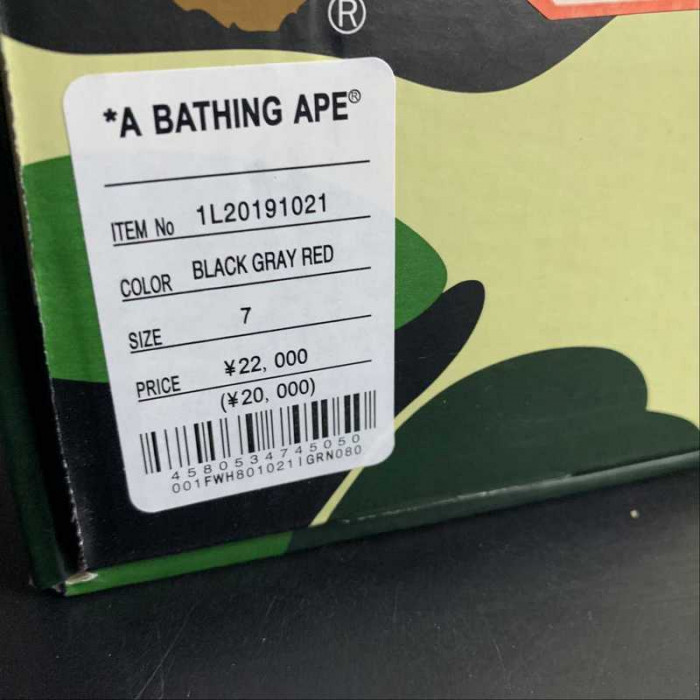 ®
*A BATHING APE®
ITEM No 1L20191021
COLOR BLACK GRAY RED
SIZE 7
PRICE ¥22, 000
(¥20, 000)
4580534745050
001FWH801021IGRN080